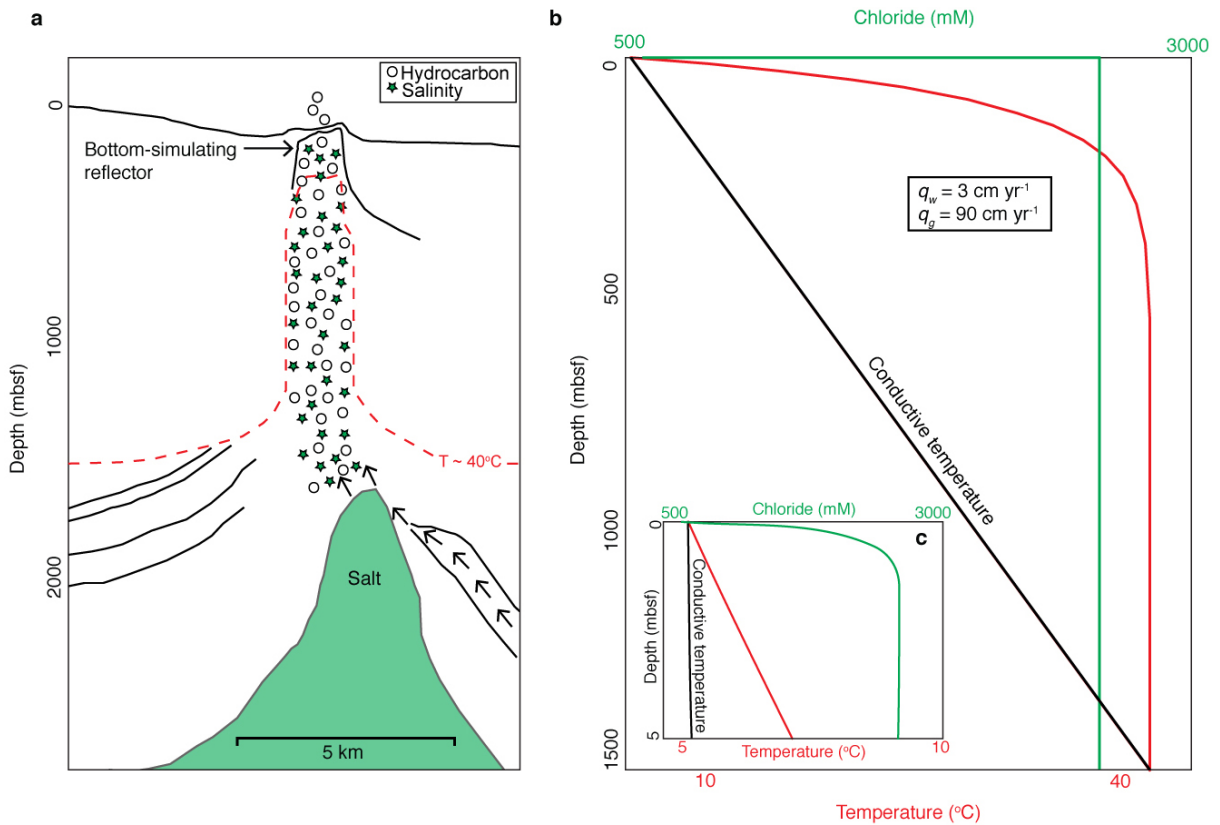 a
Hydrocarbon
Salinity
0
1000
2000
Depth (mbsf)
Bottom-simulating
reflector
T ~ 40°C
Salt
5 km
b
Chloride (mM)
500
3000
0
500
1000
1500
Depth (mbsf)
q_w = 3 cm yr⁻¹
q_g = 90 cm yr⁻¹
Conductive temperature
10
40
Temperature (°C)
c
500
Chloride (mM)
3000
0
5
Depth (mbsf)
Conductive temperature
5
Temperature (°C)
10